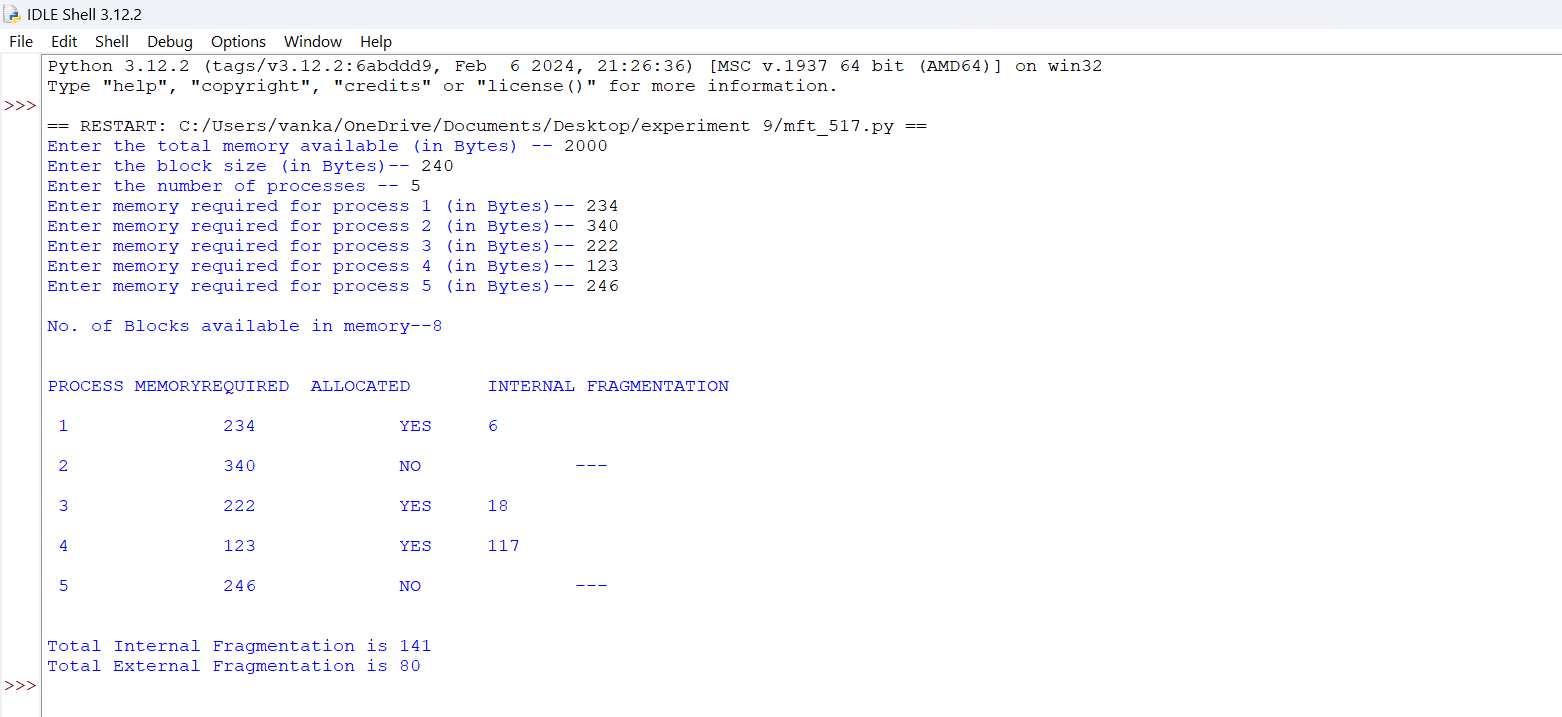 IDLE Shell 3.12.2
File Edit Shell Debug Options Window Help
Python 3.12.2 (tags/v3.12.2:6abddd9, Feb  6 2024, 21:26:36) [MSC v.1937 64 bit (AMD64)] on win32
Type "help", "copyright", "credits" or "license()" for more information.
>>>
== RESTART: C:/Users/vanka/OneDrive/Documents/Desktop/experiment 9/mft_517.py ==
Enter the total memory available (in Bytes) -- 2000
Enter the block size (in Bytes)-- 240
Enter the number of processes -- 5
Enter memory required for process 1 (in Bytes)-- 234
Enter memory required for process 2 (in Bytes)-- 340
Enter memory required for process 3 (in Bytes)-- 222
Enter memory required for process 4 (in Bytes)-- 123
Enter memory required for process 5 (in Bytes)-- 246
No. of Blocks available in memory--8
PROCESS MEMORYREQUIRED  ALLOCATED       INTERNAL FRAGMENTATION
1 234 YES 6
2 340 NO ---
3 222 YES 18
4 123 YES 117
5 246 NO ---
Total Internal Fragmentation is 141
Total External Fragmentation is 80
>>>